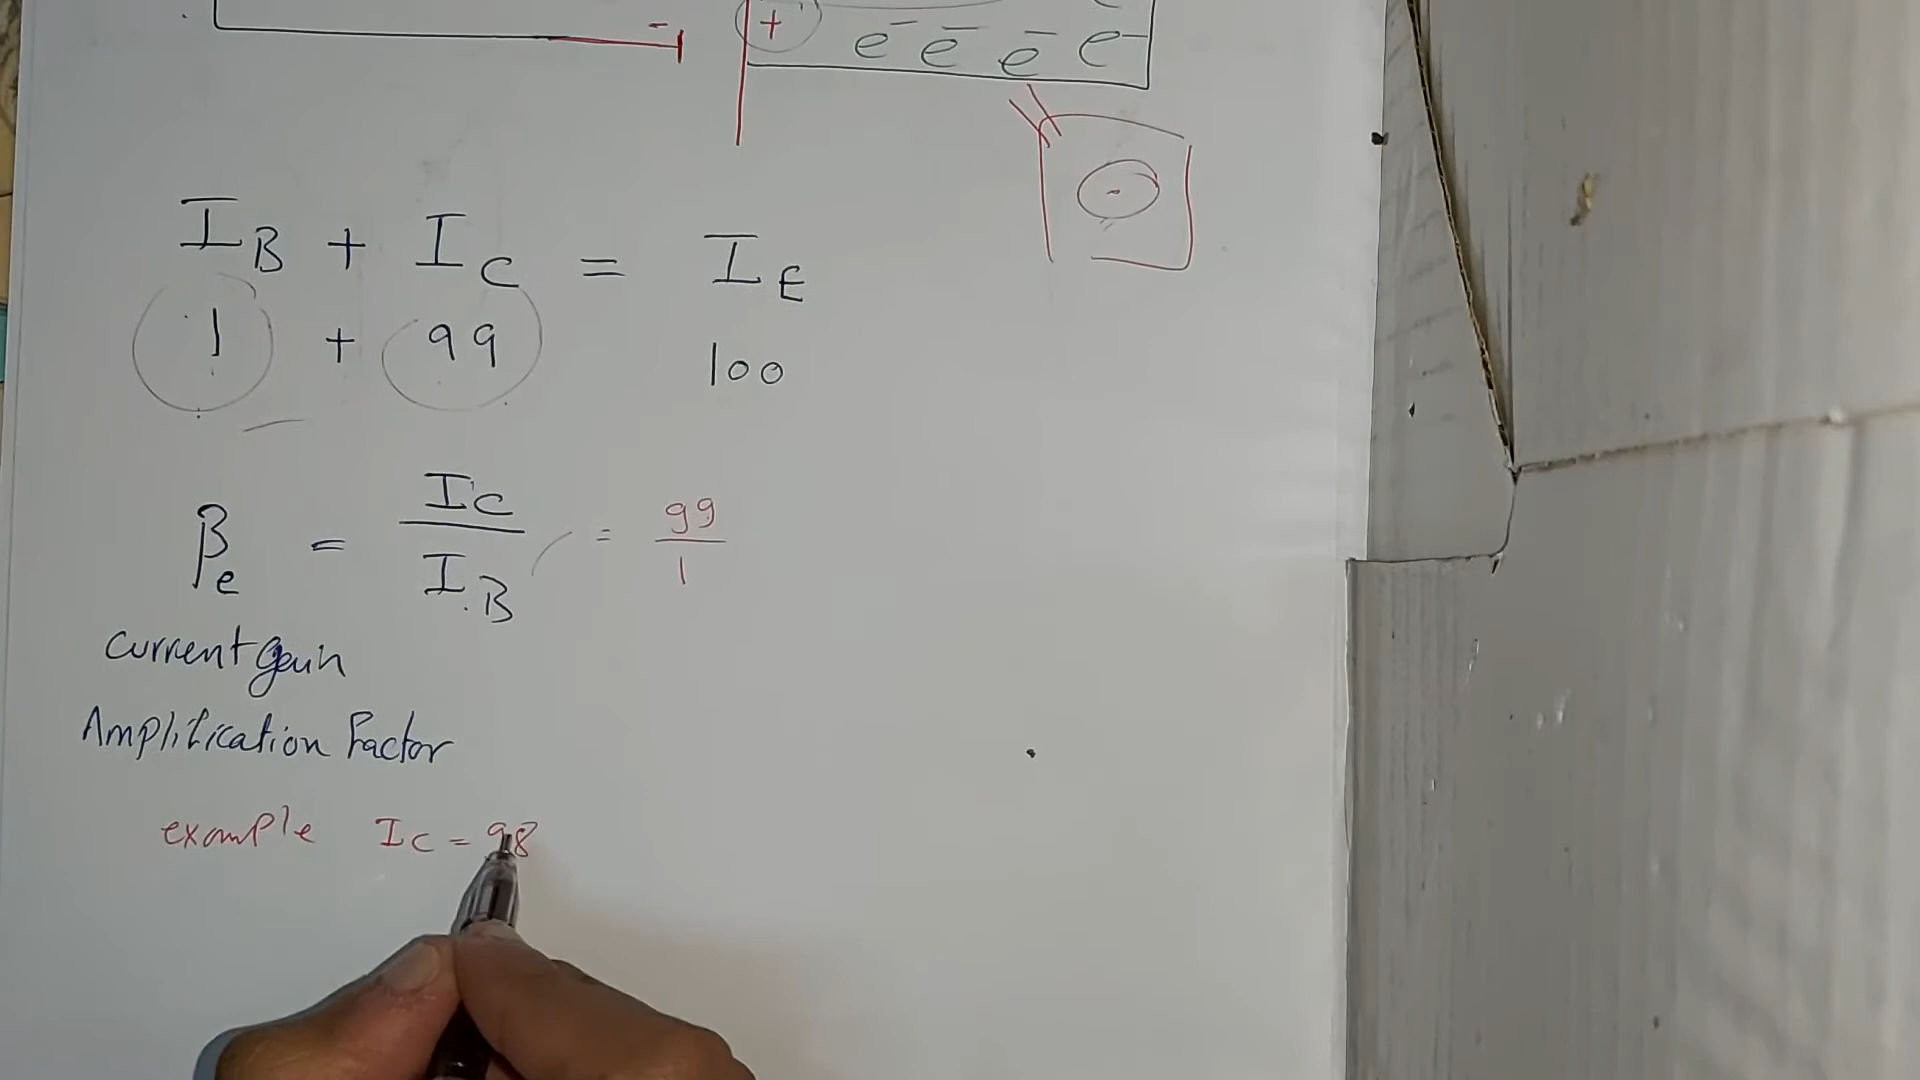 -
+ e⁻ e⁻ e⁻ e⁻
-
I_B + I_C = I_E
1 + 99 100
β_e = I_C / I_B = 99 / 1
Current Gain
Amplification Factor
example I_C = 98